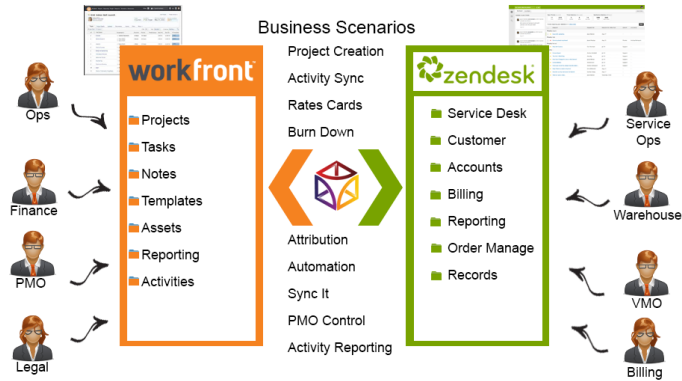 Business Scenarios
Project Creation
Activity Sync
Rates Cards
Burn Down
Attribution
Automation
Sync It
PMO Control
Activity Reporting
workfront
Projects
Tasks
Notes
Templates
Assets
Reporting
Activities
zendesk
Service Desk
Customer
Accounts
Billing
Reporting
Order Manage
Records
Ops
Finance
PMO
Legal
Service
Ops
Warehouse
VMO
Billing